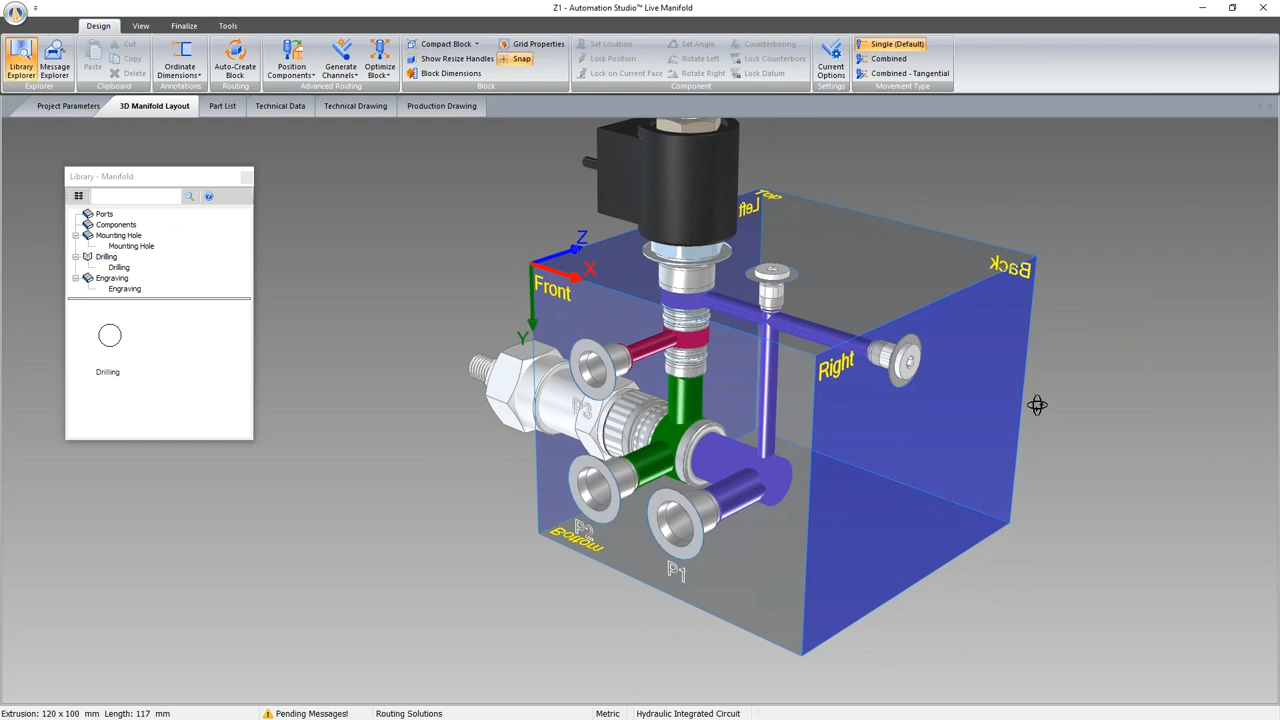 Z1 - Automation Studio™ Live Manifold
Design View Finalize Tools
Library Explorer
Message Explorer
Explorer
Paste
Cut
Copy
Delete
Clipboard
Ordinate Dimensions
Annotations
Auto-Create Block
Routing
Position Components
Generate Channels
Optimize Block
Advanced Routing
Compact Block
Show Resize Handles
Block Dimensions
Grid Properties
Snap
Block
Set Location
Lock Position
Lock on Current Face
Set Angle
Rotate Left
Rotate Right
Counterboring
Lock Counterbore
Lock Datum
Component
Current Options
Settings
Single (Default)
Combined
Combined - Tangential
Movement Type
Project Parameters 3D Manifold Layout Part List Technical Data Technical Drawing Production Drawing
Library - Manifold
Ports
Components
Mounting Hole
Mounting Hole
Drilling
Drilling
Engraving
Engraving
Drilling
Top
Left
Z
X
Front
Back
Y
Right
P3
P2
Bottom
P1
Extrusion: 120 x 100 mm Length: 117 mm Pending Messages! Routing Solutions Metric Hydraulic Integrated Circuit